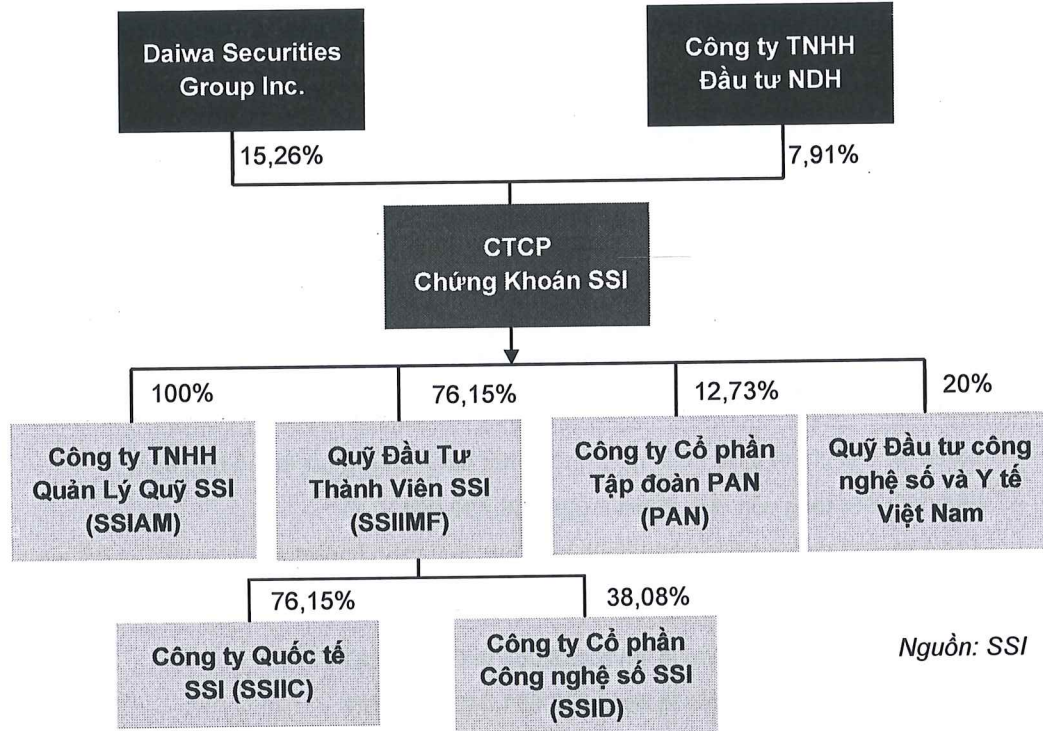 Daiwa Securities
Group Inc.
Công ty TNHH
Đầu tư NDH
15,26%
7,91%
CTCP
Chứng Khoán SSI
100%
76,15%
12,73%
20%
Công ty TNHH
Quản Lý Quỹ SSI
(SSIAM)
Quỹ Đầu Tư
Thành Viên SSI
(SSIIMF)
Công ty Cổ phần
Tập đoàn PAN
(PAN)
Quỹ Đầu tư công
nghệ số và Y tế
Việt Nam
76,15%
38,08%
Công ty Quốc tế
SSI (SSIIC)
Công ty Cổ phần
Công nghệ số SSI
(SSID)
Nguồn: SSI